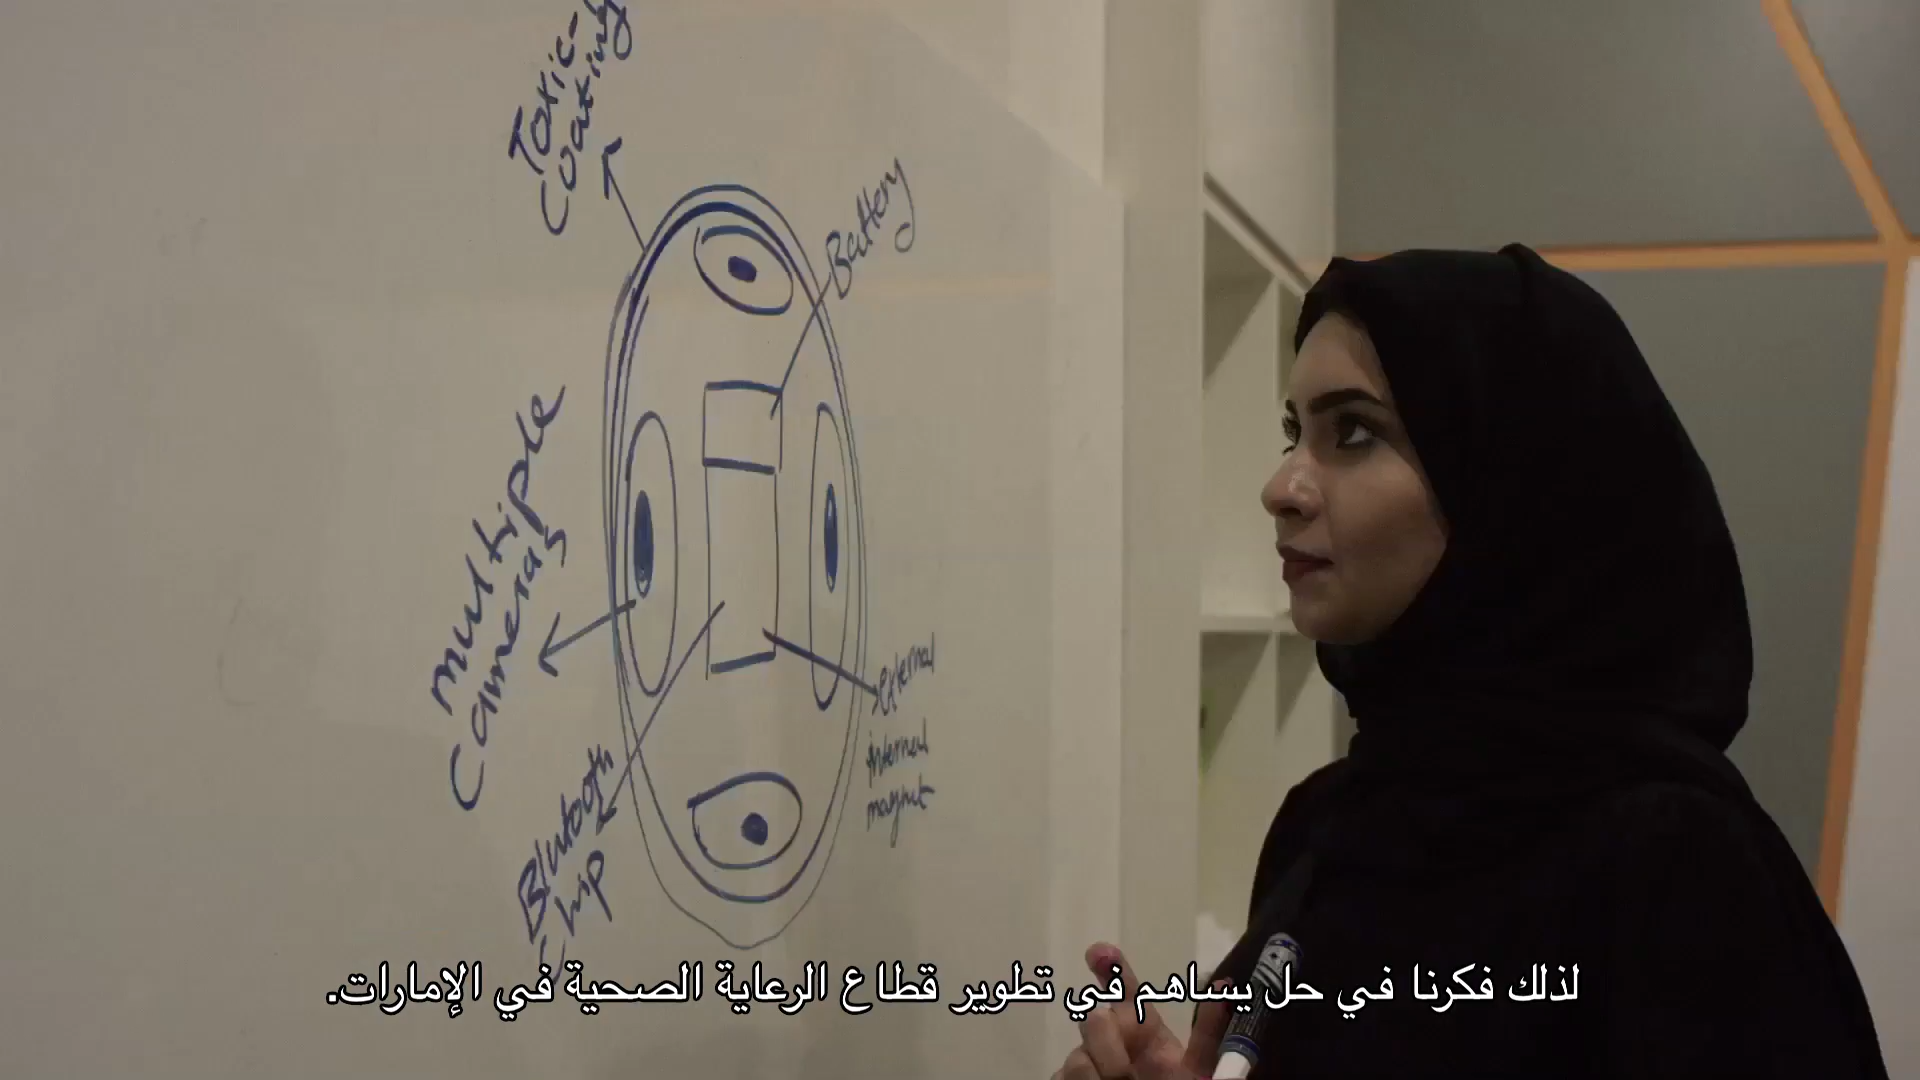 Toxic-
Coating
Battery
multiple
Cameras
external
internal
magnet
Blutooth
Chip
لذلك فكرنا في حل يساهم في تطوير قطاع الرعاية الصحية في الإمارات.